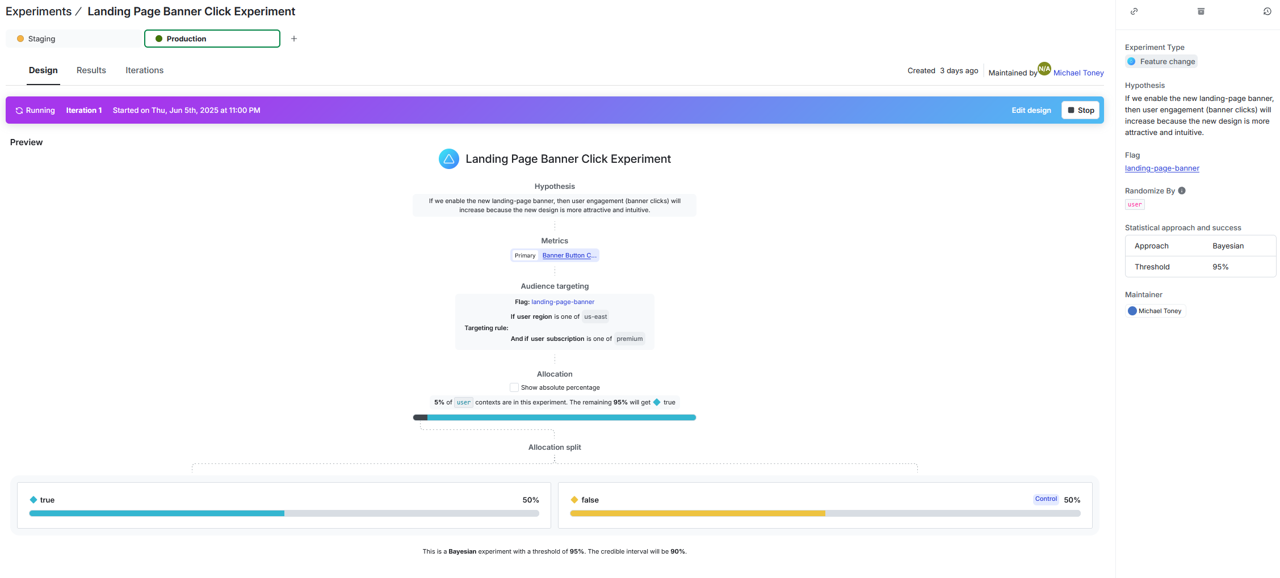 Experiments / Landing Page Banner Click Experiment
Staging
Production
+
Design
Results
Iterations
Created 3 days ago
Maintained by N/A Michael Toney
Running Iteration 1 Started on Thu, Jun 5th, 2025 at 11:00 PM
Edit design
Stop
Preview
Landing Page Banner Click Experiment
Hypothesis
If we enable the new landing-page banner, then user engagement (banner clicks) will
increase because the new design is more attractive and intuitive.
Metrics
Primary Banner Button C...
Audience targeting
Flag: landing-page-banner
If user region is one of us-east
Targeting rule:
And if user subscription is one of premium
Allocation
Show absolute percentage
5% of user contexts are in this experiment. The remaining 95% will get true
Allocation split
true 50%
false Control 50%
This is a Bayesian experiment with a threshold of 95%. The credible interval will be 90%.
Experiment Type
Feature change
Hypothesis
If we enable the new landing-page banner,
then user engagement (banner clicks) will
increase because the new design is more
attractive and intuitive.
Flag
landing-page-banner
Randomize By
user
Statistical approach and success
Approach Bayesian
Threshold 95%
Maintainer
Michael Toney